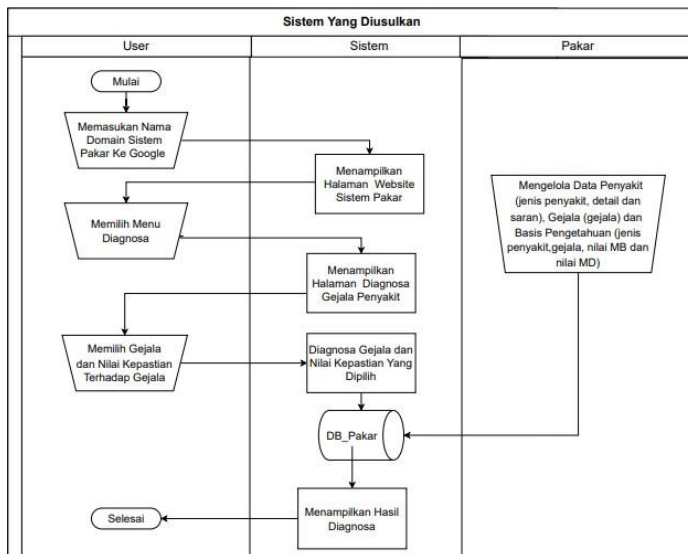 Sistem Yang Diusulkan
User
Sistem
Pakar
Mulai
Memasukan Nama
Domain Sistem
Pakar Ke Google
Menampilkan
Halaman Website
Sistem Pakar
Memilih Menu
Diagnosa
Menampilkan
Halaman Diagnosa
Gejala Penyakit
Memilih Gejala
dan Nilai Kepastian
Terhadap Gejala
Diagnosa Gejala dan
Nilai Kepastian Yang
Dipilih
DB_Pakar
Menampilkan Hasil
Diagnosa
Selesai
Mengelola Data Penyakit
(jenis penyakit, detail dan
saran), Gejala (gejala) dan
Basis Pengetahuan (jenis
penyakit,gejala, nilai MB dan
nilai MD)